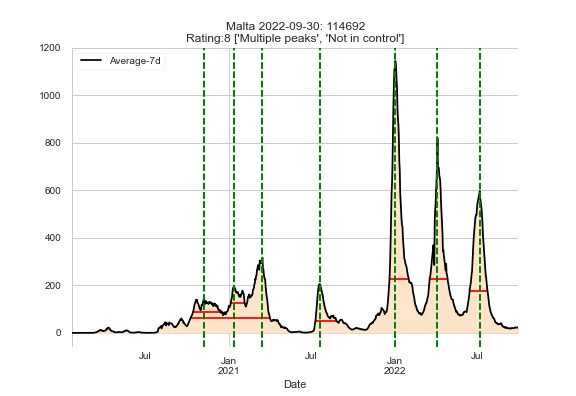 Malta 2022-09-30: 114692
Rating:8 ['Multiple peaks', 'Not in control']
Average-7d
1200
1000
800
600
400
200
0
Jul
Jan
2021
Jul
Jan
2022
Jul
Date